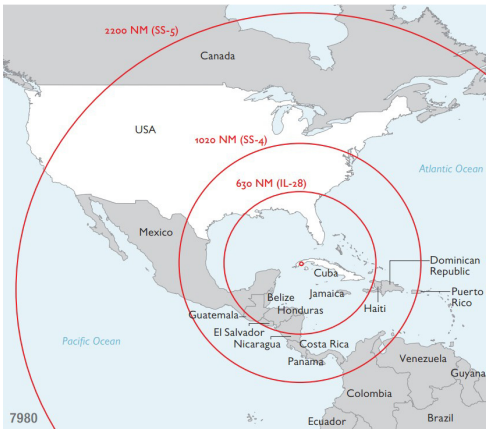 2200 NM (SS-5)
Canada
USA
1020 NM (SS-4)
Atlantic Ocean
630 NM (IL-28)
Mexico
Dominican
Republic
Cuba
Puerto
Rico
Belize
Jamaica
Haiti
Honduras
Guatemala
El Salvador
Nicaragua
Costa Rica
Pacific Ocean
Panama
Venezuela
Guyana
Colombia
7980
Ecuador
Brazil